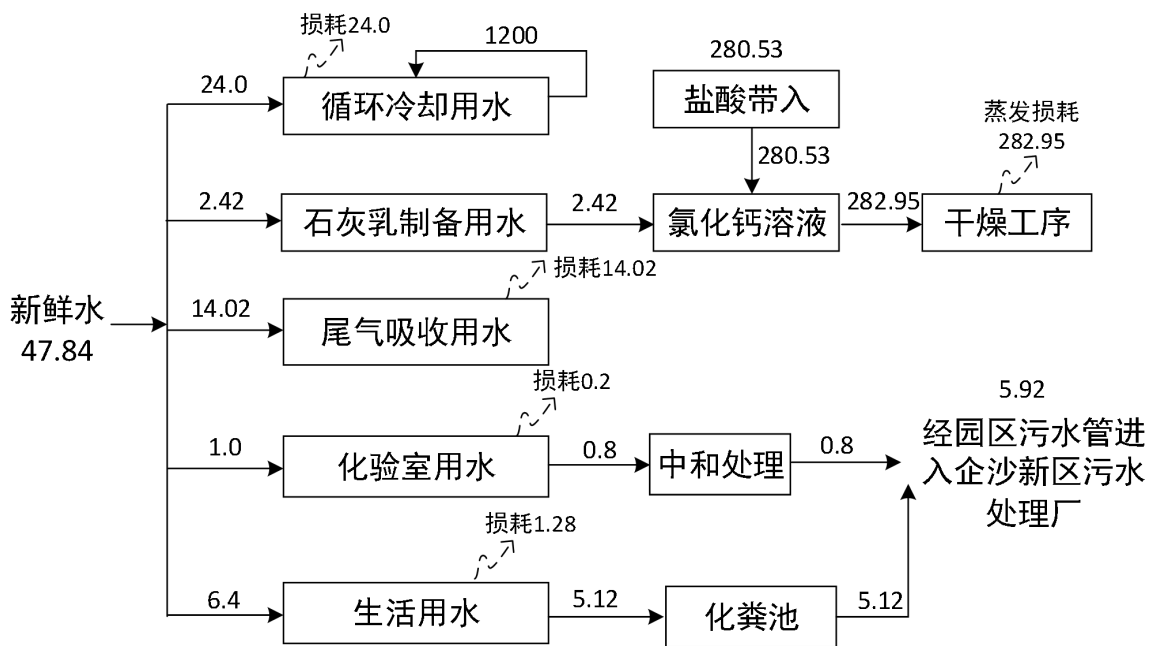 损耗24.0
1200
280.53
24.0
循环冷却用水
盐酸带入
280.53
蒸发损耗
282.95
2.42
石灰乳制备用水
2.42
氯化钙溶液
282.95
干燥工序
损耗14.02
新鲜水
47.84
14.02
尾气吸收用水
损耗0.2
1.0
化验室用水
0.8
中和处理
0.8
5.92
经园区污水管进
入企沙新区污水
处理厂
损耗1.28
6.4
生活用水
5.12
化粪池
5.12